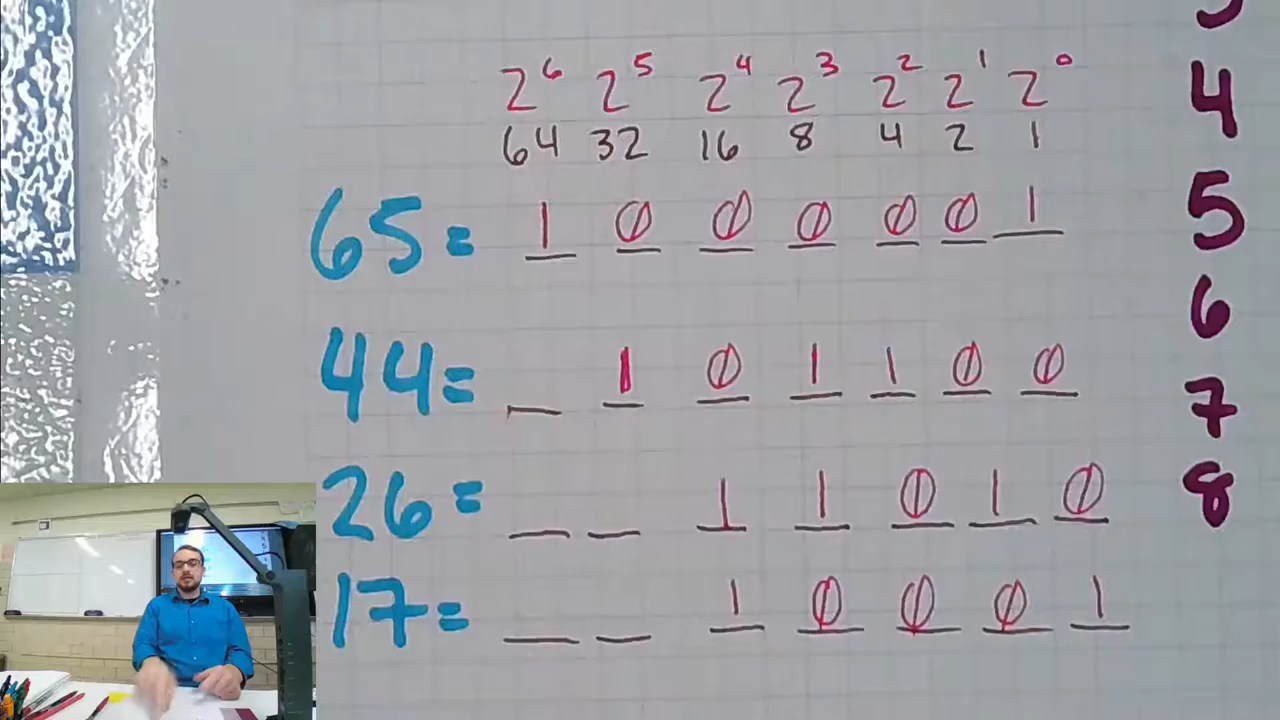 2⁶ 2⁵ 2⁴ 2³ 2² 2¹ 2⁰
64 32 16 8 4 2 1
65= 1 0 0 0 0 0 1
44= _ 1 0 1 1 0 0
26= _ _ 1 1 0 1 0
17= _ _ 1 0 0 0 1
4
5
6
7
8